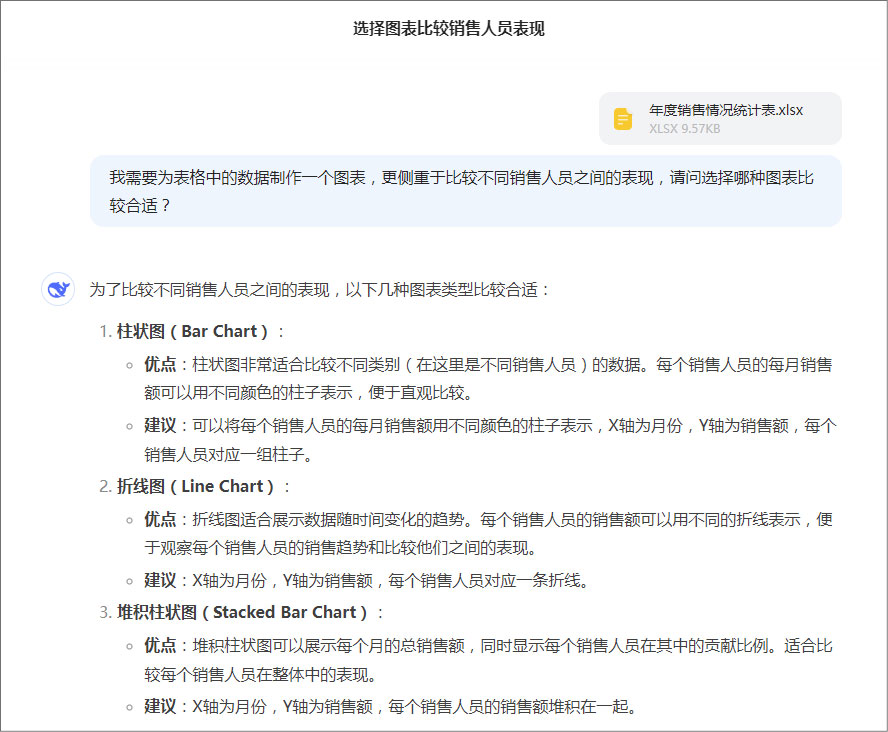 选择图表比较销售人员表现
年度销售情况统计表.xlsx
XLSX 9.57KB
我需要为表格中的数据制作一个图表，更侧重于比较不同销售人员之间的表现，请问选择哪种图表比
较合适？
为了比较不同销售人员之间的表现，以下几种图表类型比较合适：
1. 柱状图（Bar Chart）：
◦ 优点：柱状图非常适合比较不同类别（在这里是不同销售人员）的数据。每个销售人员的每月销售
额可以用不同颜色的柱子表示，便于直观比较。
◦ 建议：可以将每个销售人员的每月销售额用不同颜色的柱子表示，X轴为月份，Y轴为销售额，每个
销售人员对应一组柱子。
2. 折线图（Line Chart）：
◦ 优点：折线图适合展示数据随时间变化的趋势。每个销售人员的销售额可以用不同的折线表示，便
于观察每个销售人员的销售趋势和比较他们之间的表现。
◦ 建议：X轴为月份，Y轴为销售额，每个销售人员对应一条折线。
3. 堆积柱状图（Stacked Bar Chart）：
◦ 优点：堆积柱状图可以展示每个月的总销售额，同时显示每个销售人员在其中的贡献比例。适合比
较每个销售人员在整体中的表现。
◦ 建议：X轴为月份，Y轴为销售额，每个销售人员的销售额堆积在一起。